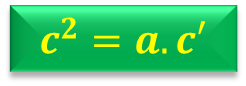 c² = a. c′